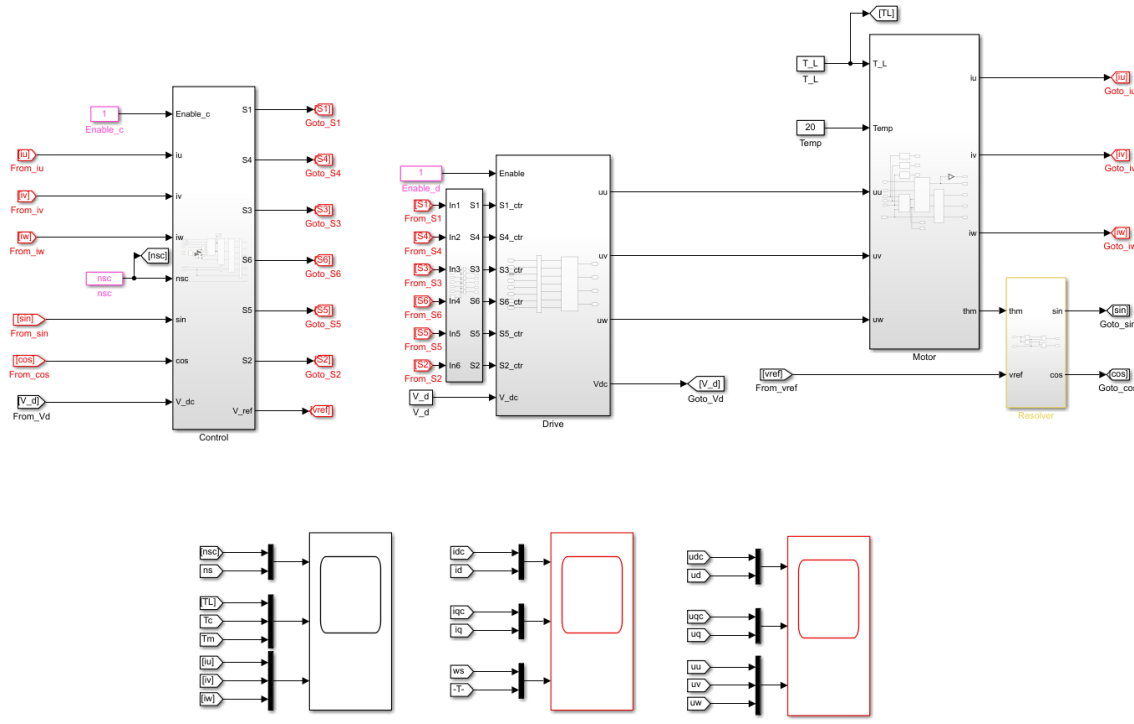 [TL]
T_L
T_L
20
Temp
T_L
Temp
uu
uv
uw
iu
iv
iw
thm
Motor
[iu]
Goto_iu
[iv]
Goto_iv
[iw]
Goto_iw
1
Enable_c
[iu]
From_iu
[iv]
From_iv
[iw]
From_iw
[nsc]
nsc
nsc
[sin]
From_sin
[cos]
From_cos
[V_d]
From_Vd
Enable_c
iu
iv
iw
nsc
sin
cos
V_dc
S1
S4
S3
S6
S5
S2
V_ref
Control
[S1]
Goto_S1
[S4]
Goto_S4
[S3]
Goto_S3
[S6]
Goto_S6
[S5]
Goto_S5
[S2]
Goto_S2
[vref]
1
Enable_d
[S1]
From_S1
[S4]
From_S4
[S3]
From_S3
[S6]
From_S6
[S5]
From_S5
[S2]
From_S2
V_d
V_d
In1
In2
In3
In4
In5
In6
S1
S4
S3
S6
S5
S2
Enable
S1_ctr
S4_ctr
S3_ctr
S6_ctr
S5_ctr
S2_ctr
V_dc
uu
uv
uw
Vdc
Drive
[V_d]
Goto_Vd
[vref]
From_vref
thm
vref
sin
cos
Resolver
[sin]
Goto_sin
[cos]
Goto_cos
[nsc]
ns
[TL]
Tc
Tm
[iu]
[iv]
[iw]
idc
id
iqc
iq
ws
-T-
udc
ud
uqc
uq
uu
uv
uw